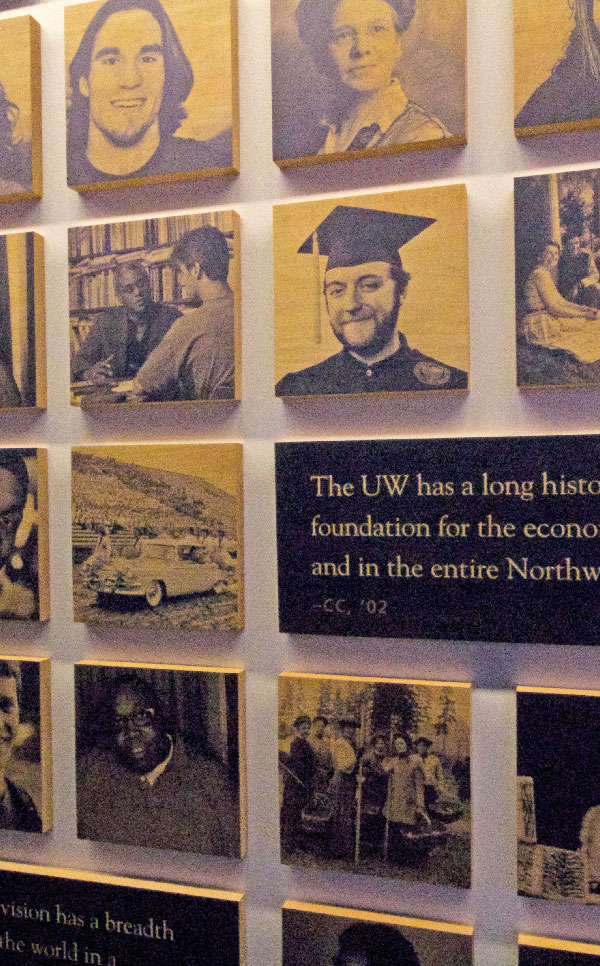 The UW has a long histo
foundation for the econo
and in the entire Northw
–CC, ’02
vision has a breadth
the world in a